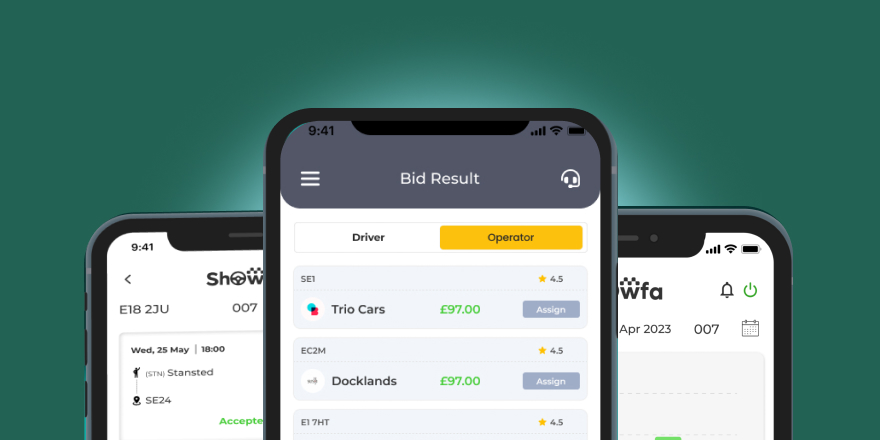 9:41
Bid Result
Driver
Operator
SE1
4.5
Trio Cars
£97.00
Assign
EC2M
4.5
Docklands
£97.00
Assign
E1 7HT
4.5
9:41
Showfa
E18 2JU
007
Wed, 25 May | 18:00
(STN) Stansted
SE24
Accepte
wfa
Apr 2023
007